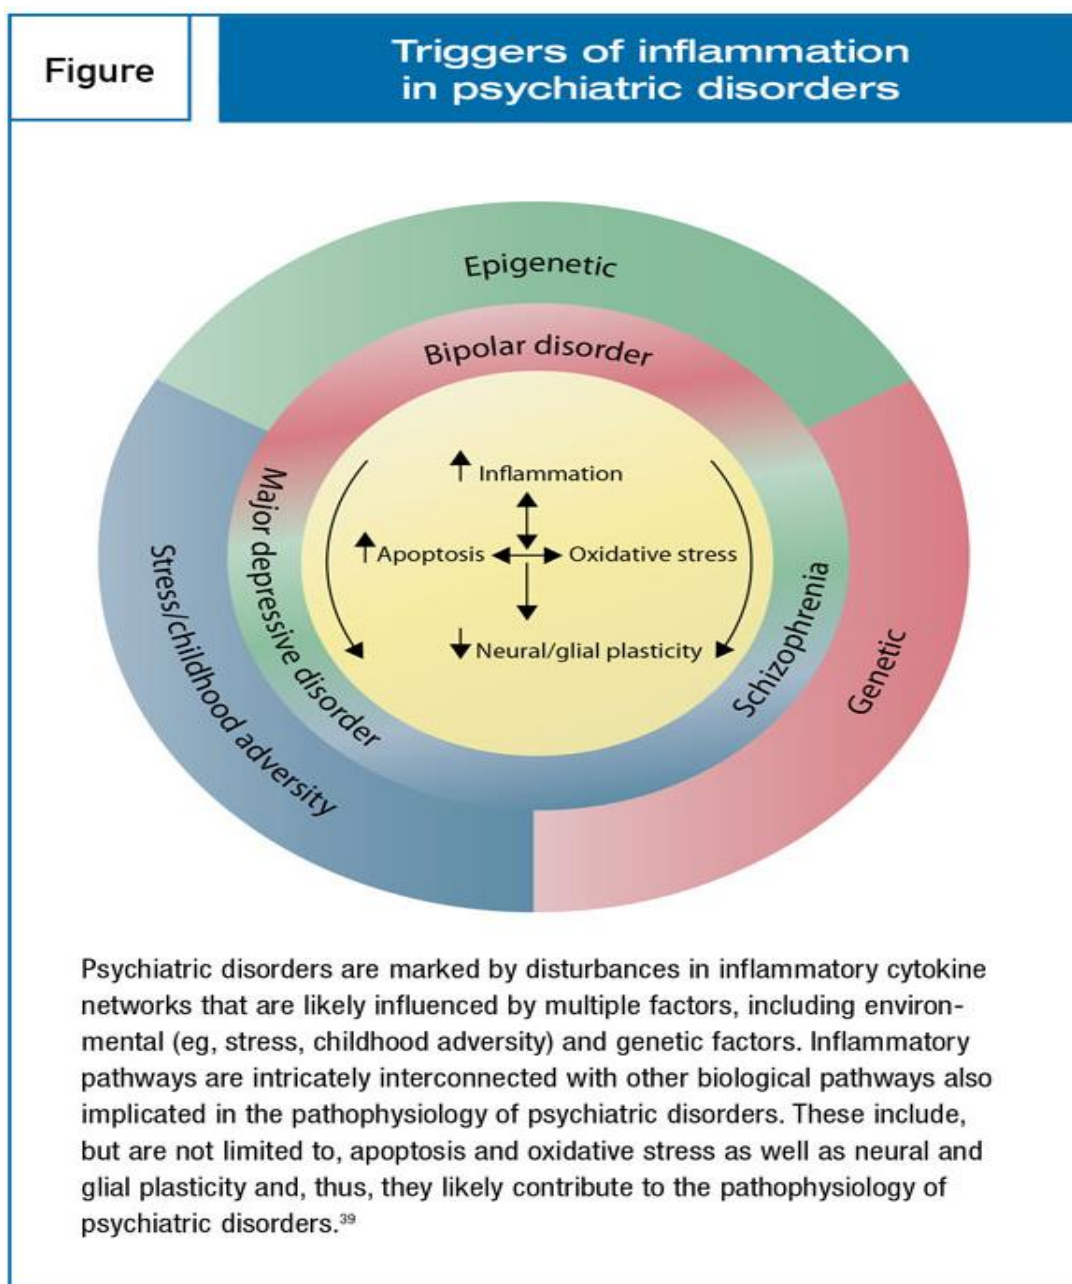 Figure
Triggers of inflammation
in psychiatric disorders
Epigenetic
Bipolar disorder
Inflammation
Major depressive disorder
Apoptosis
Oxidative stress
Neural/glial plasticity
Stress/childhood adversity
Schizophrenia
Genetic
Psychiatric disorders are marked by disturbances in inflammatory cytokine
networks that are likely influenced by multiple factors, including environ-
mental (eg, stress, childhood adversity) and genetic factors. Inflammatory
pathways are intricately interconnected with other biological pathways also
implicated in the pathophysiology of psychiatric disorders. These include,
but are not limited to, apoptosis and oxidative stress as well as neural and
glial plasticity and, thus, they likely contribute to the pathophysiology of
psychiatric disorders.³⁹